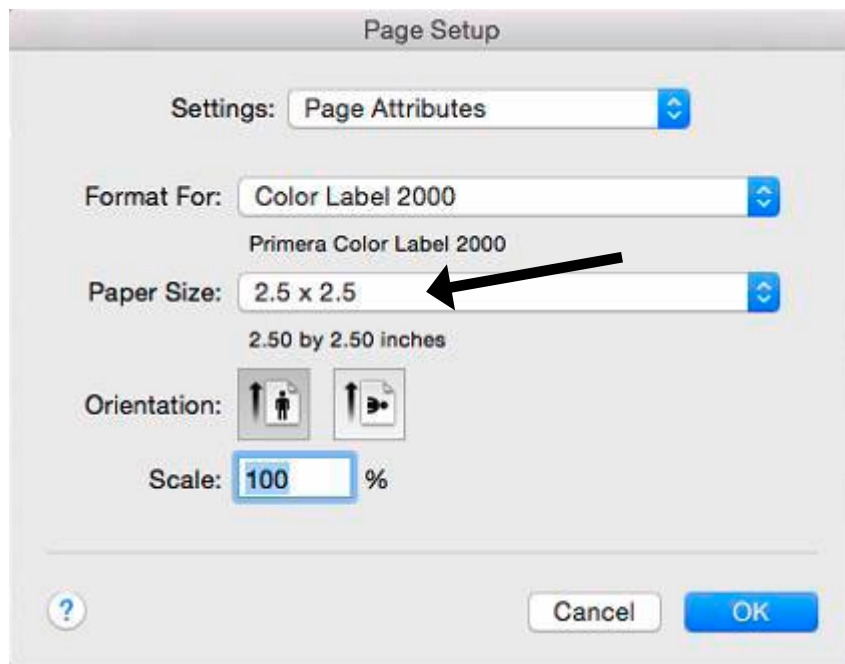 Page Setup
Settings: Page Attributes
Format For: Color Label 2000
Primera Color Label 2000
Paper Size: 2.5 x 2.5
2.50 by 2.50 inches
Orientation:
Scale: 100 %
? Cancel OK